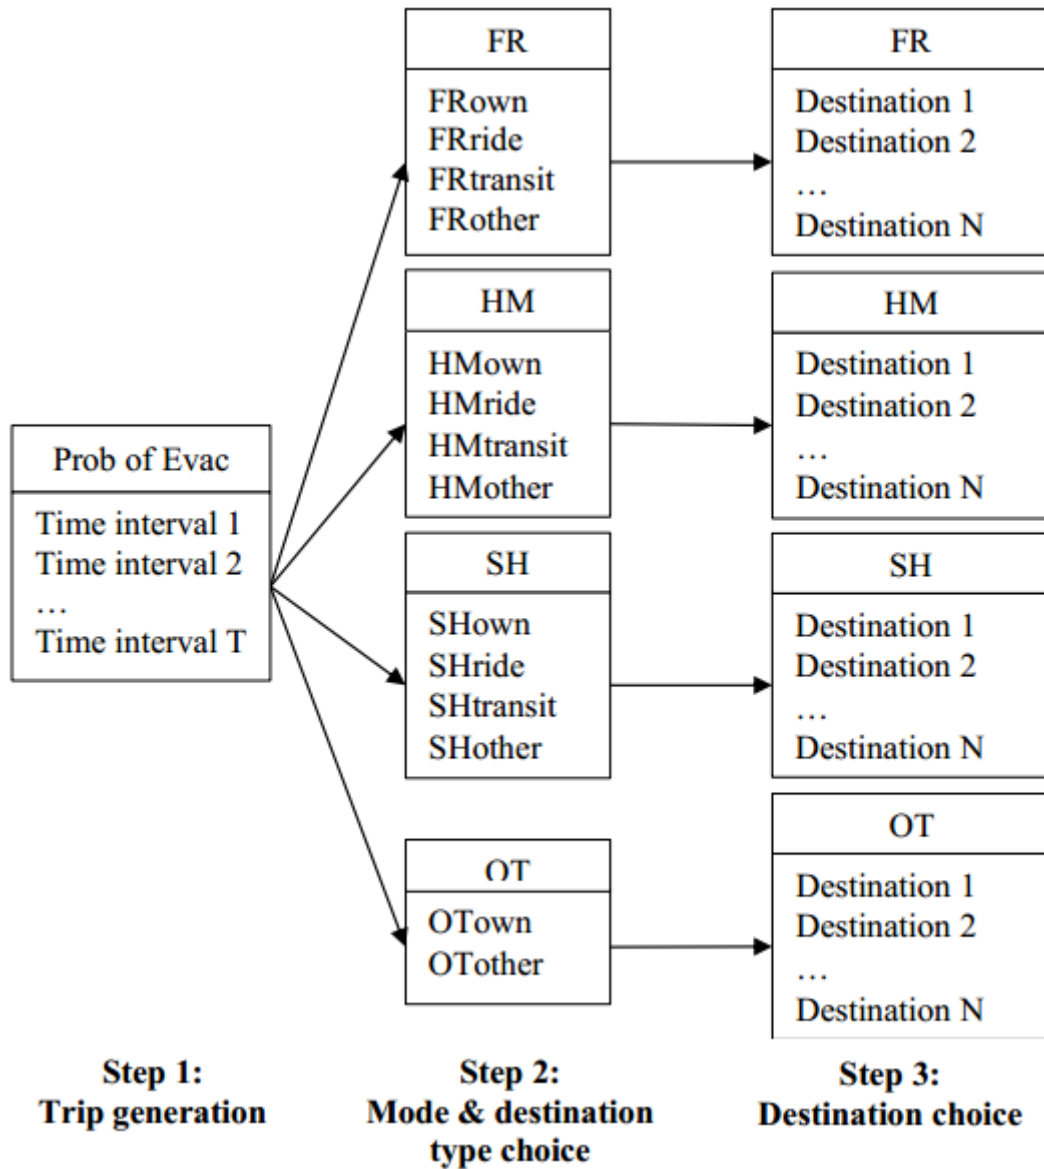 Prob of Evac
Time interval 1
Time interval 2
…
Time interval T
FR
FRown
FRride
FRtransit
FRother
HM
HMown
HMride
HMtransit
HMother
SH
SHown
SHride
SHtransit
SHother
OT
OTown
OTother
FR
Destination 1
Destination 2
…
Destination N
HM
Destination 1
Destination 2
…
Destination N
SH
Destination 1
Destination 2
…
Destination N
OT
Destination 1
Destination 2
…
Destination N
Step 1:
Trip generation
Step 2:
Mode & destination
type choice
Step 3:
Destination choice